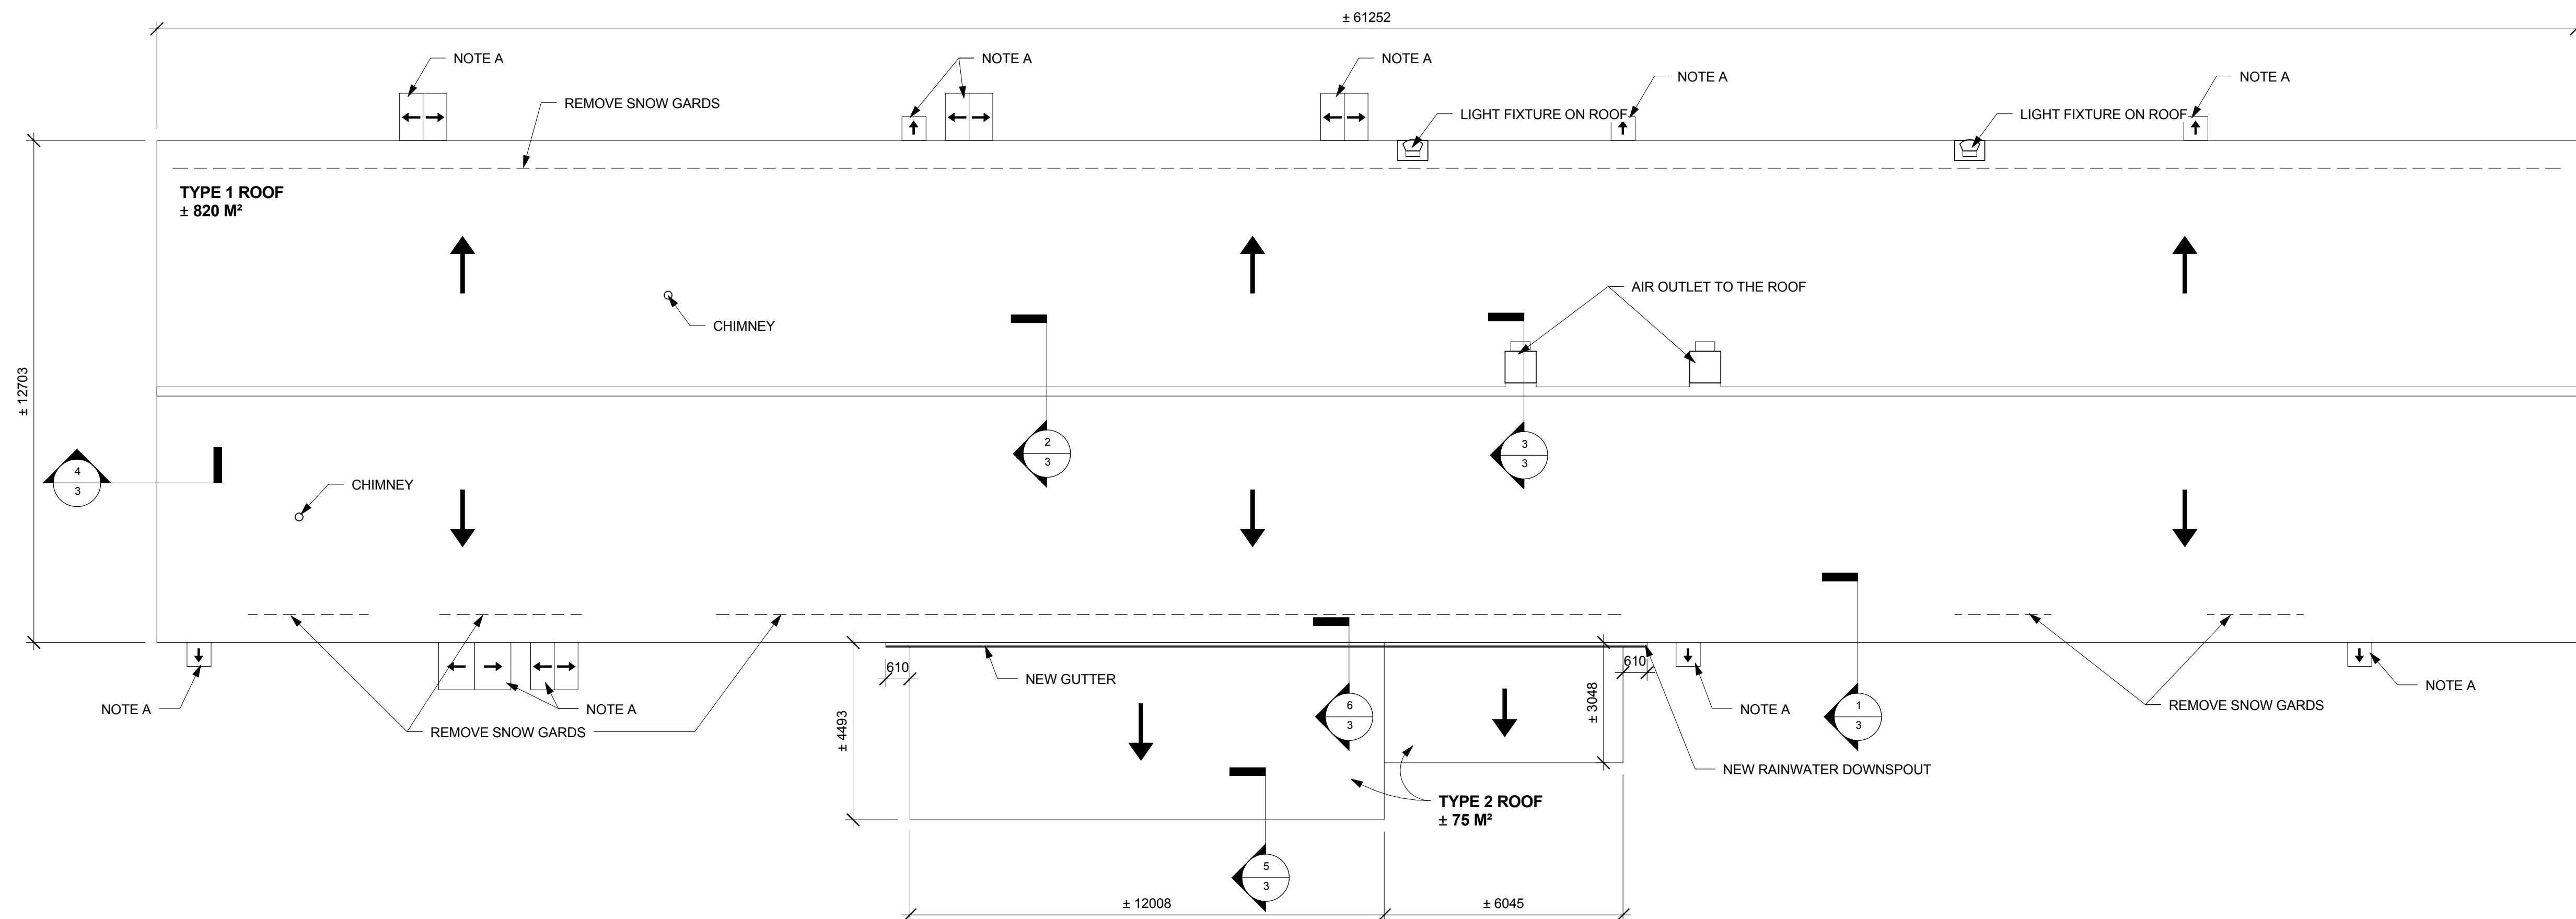 ± 61252
NOTE A
NOTE A
NOTE A
NOTE A
NOTE A
REMOVE SNOW GARDS
LIGHT FIXTURE ON ROOF
LIGHT FIXTURE ON ROOF
TYPE 1 ROOF
± 820 M²
AIR OUTLET TO THE ROOF
CHIMNEY
± 12703
2
3
3
3
4
3
CHIMNEY
610
610
NEW GUTTER
NOTE A
NOTE A
NOTE A
NOTE A
± 4493
± 3048
6
3
1
3
REMOVE SNOW GARDS
REMOVE SNOW GARDS
NEW RAINWATER DOWNSPOUT
TYPE 2 ROOF
± 75 M²
5
3
± 12008
± 6045